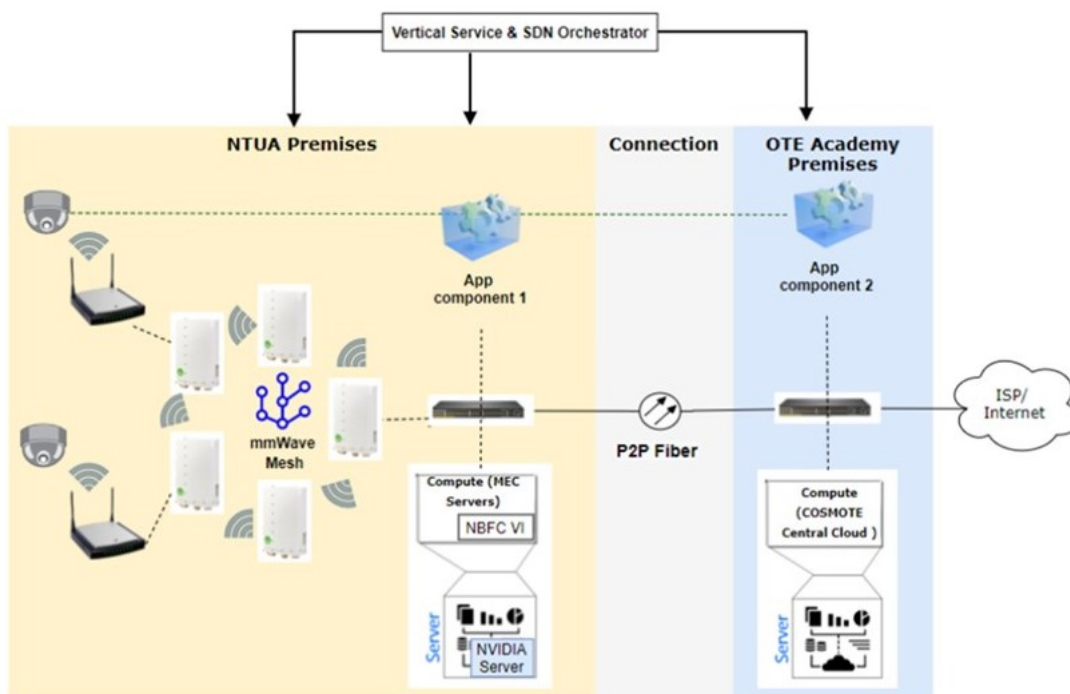 Vertical Service & SDN Orchestrator
NTUA Premises
Connection
OTE Academy
Premises
App
component 1
App
component 2
mmWave
Mesh
P2P Fiber
ISP/
Internet
Compute (MEC
Servers)
NBFC VI
Compute
(COSMOTE
Central Cloud )
Server
NVIDIA
Server
Server